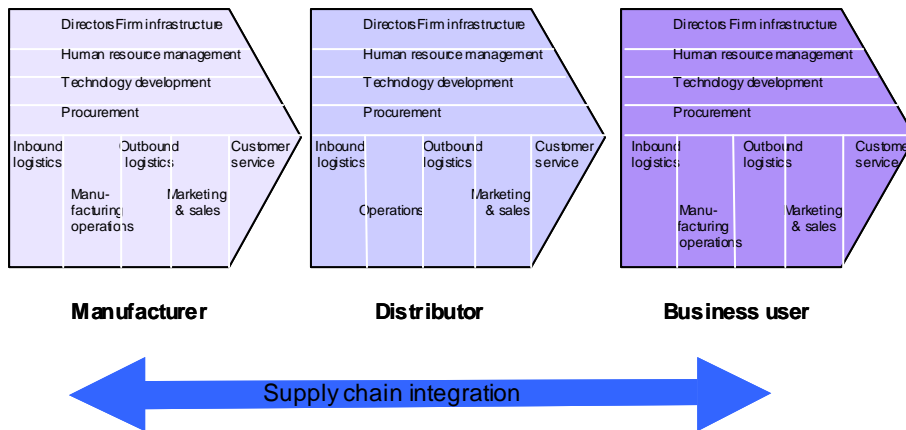 Directors Firm infrastructure
Human resource management
Technology development
Procurement
Inbound
logistics
Manu-
facturing
operations
Outbound
logistics
Marketing
& sales
Customer
service
Manufacturer
Directors Firm infrastructure
Human resource management
Technology development
Procurement
Inbound
logistics
Operations
Outbound
logistics
Marketing
& sales
Customer
service
Distributor
Directors Firm infrastructure
Human resource management
Technology development
Procurement
Inbound
logistics
Manu-
facturing
operations
Outbound
logistics
Marketing
& sales
Customer
service
Business user
Supply chain integration